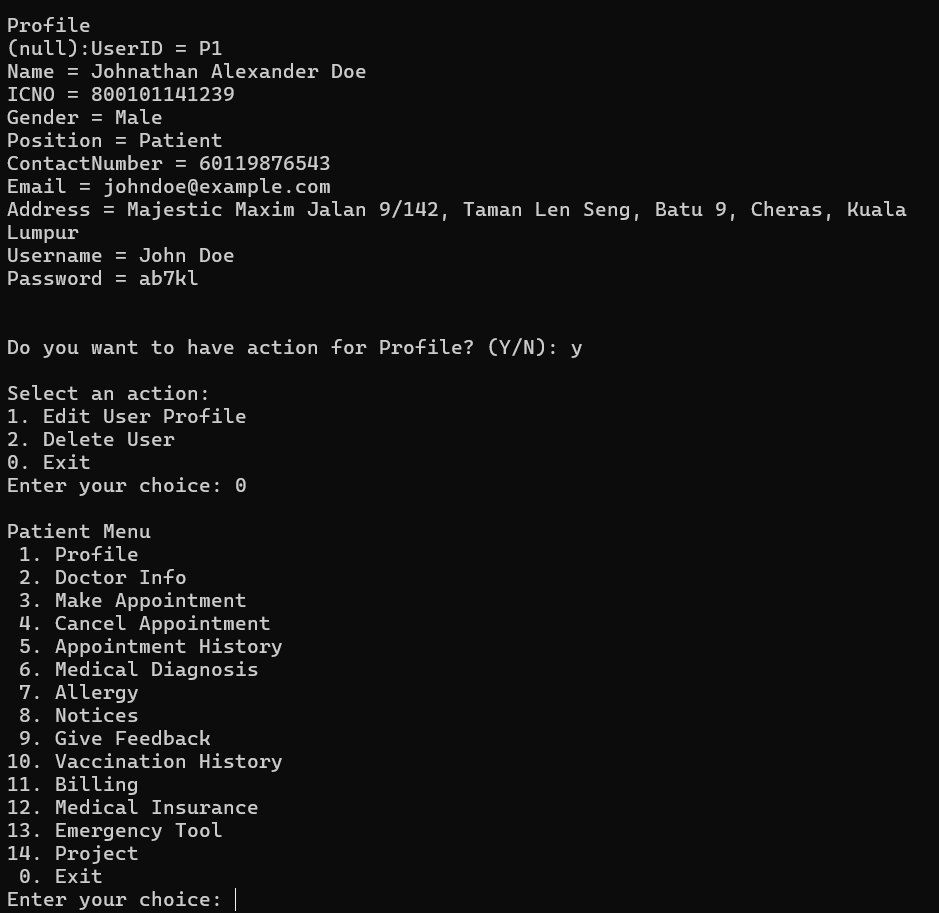 Profile
(null):UserID = P1
Name = Johnathan Alexander Doe
ICNO = 800101141239
Gender = Male
Position = Patient
ContactNumber = 60119876543
Email = johndoe@example.com
Address = Majestic Maxim Jalan 9/142, Taman Len Seng, Batu 9, Cheras, Kuala
Lumpur
Username = John Doe
Password = ab7kl
Do you want to have action for Profile? (Y/N): y
Select an action:
1. Edit User Profile
2. Delete User
0. Exit
Enter your choice: 0
Patient Menu
1. Profile
2. Doctor Info
3. Make Appointment
4. Cancel Appointment
5. Appointment History
6. Medical Diagnosis
7. Allergy
8. Notices
9. Give Feedback
10. Vaccination History
11. Billing
12. Medical Insurance
13. Emergency Tool
14. Project
0. Exit
Enter your choice: